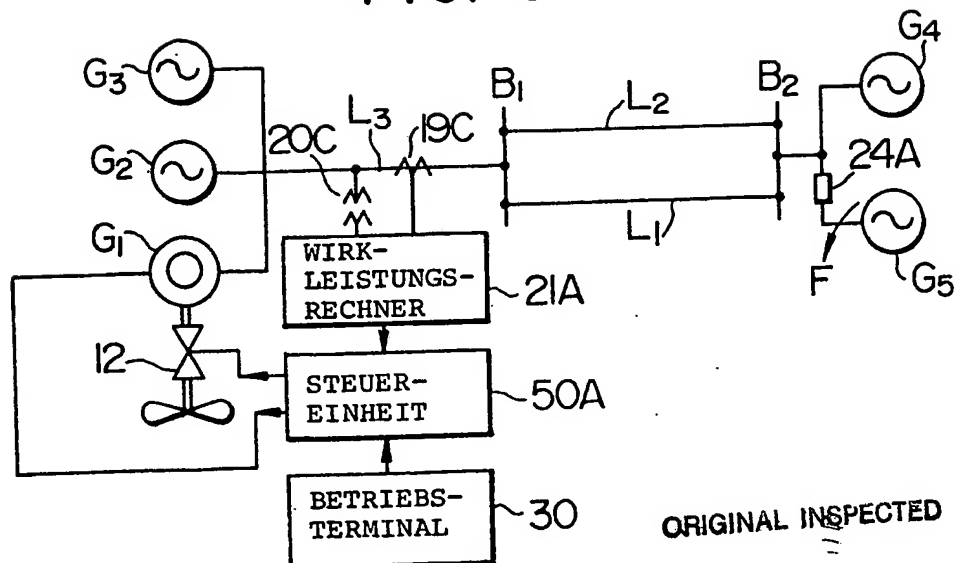 G3
G2
G1
12
20C
L3
19C
B1
L2
B2
L1
G4
24A
F
G5
WIRK-
LEISTUNGS-
RECHNER
21A
STEUER-
EINHEIT
50A
BETRIEBS-
TERMINAL
30
ORIGINAL INSPECTED